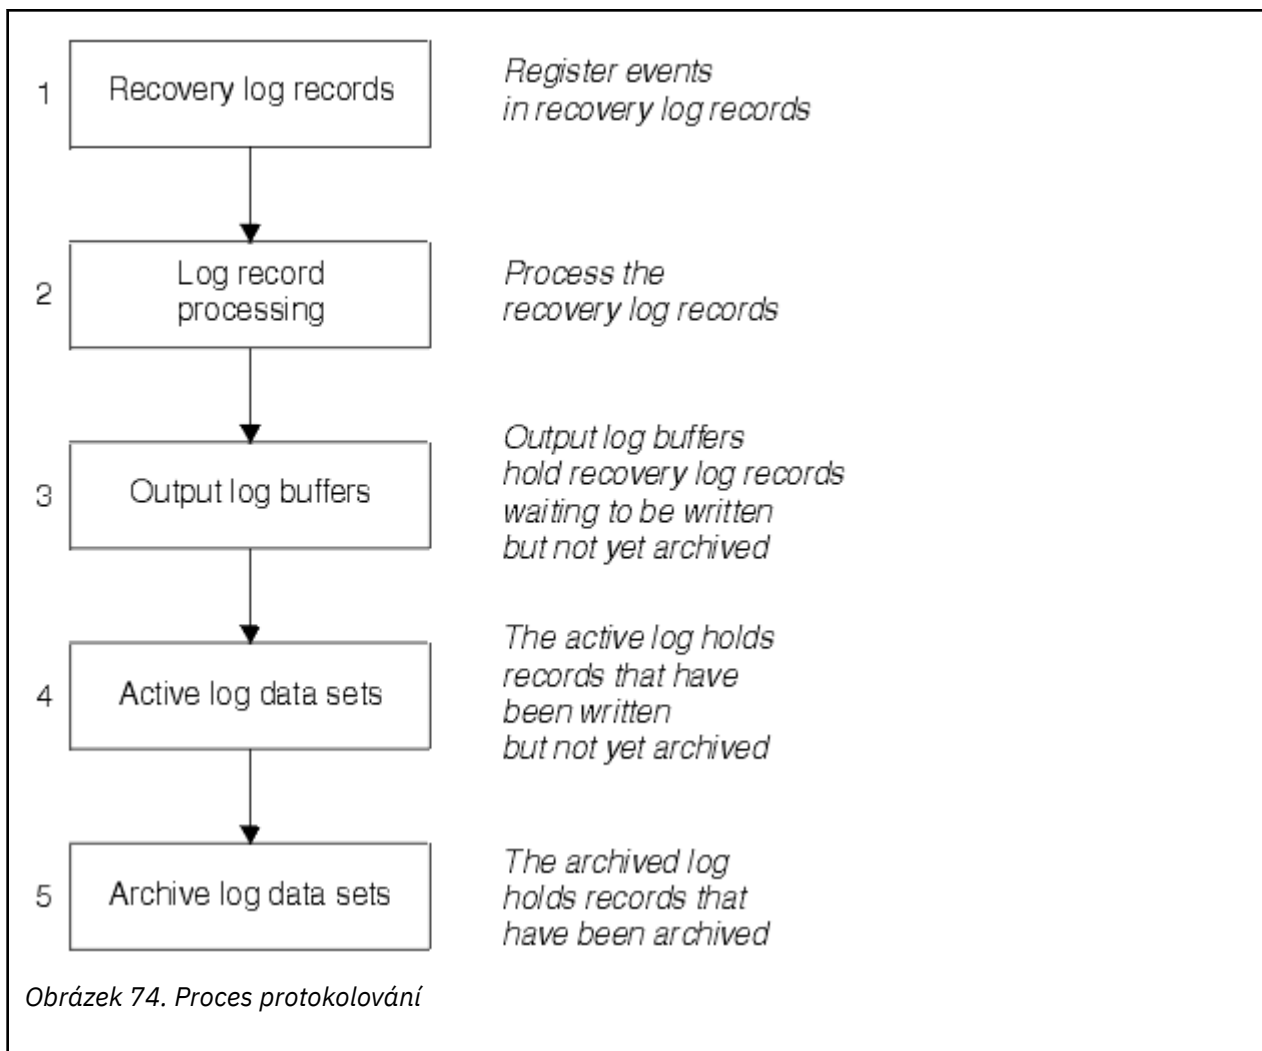 1
Recovery log records
Register events
in recovery log records
2
Log record
processing
Process the
recovery log records
3
Output log buffers
Output log buffers
hold recovery log records
waiting to be written
but not yet archived
4
Active log data sets
The active log holds
records that have
been written
but not yet archived
5
Archive log data sets
The archived log
holds records that
have been archived
Obrázek 74. Proces protokolování